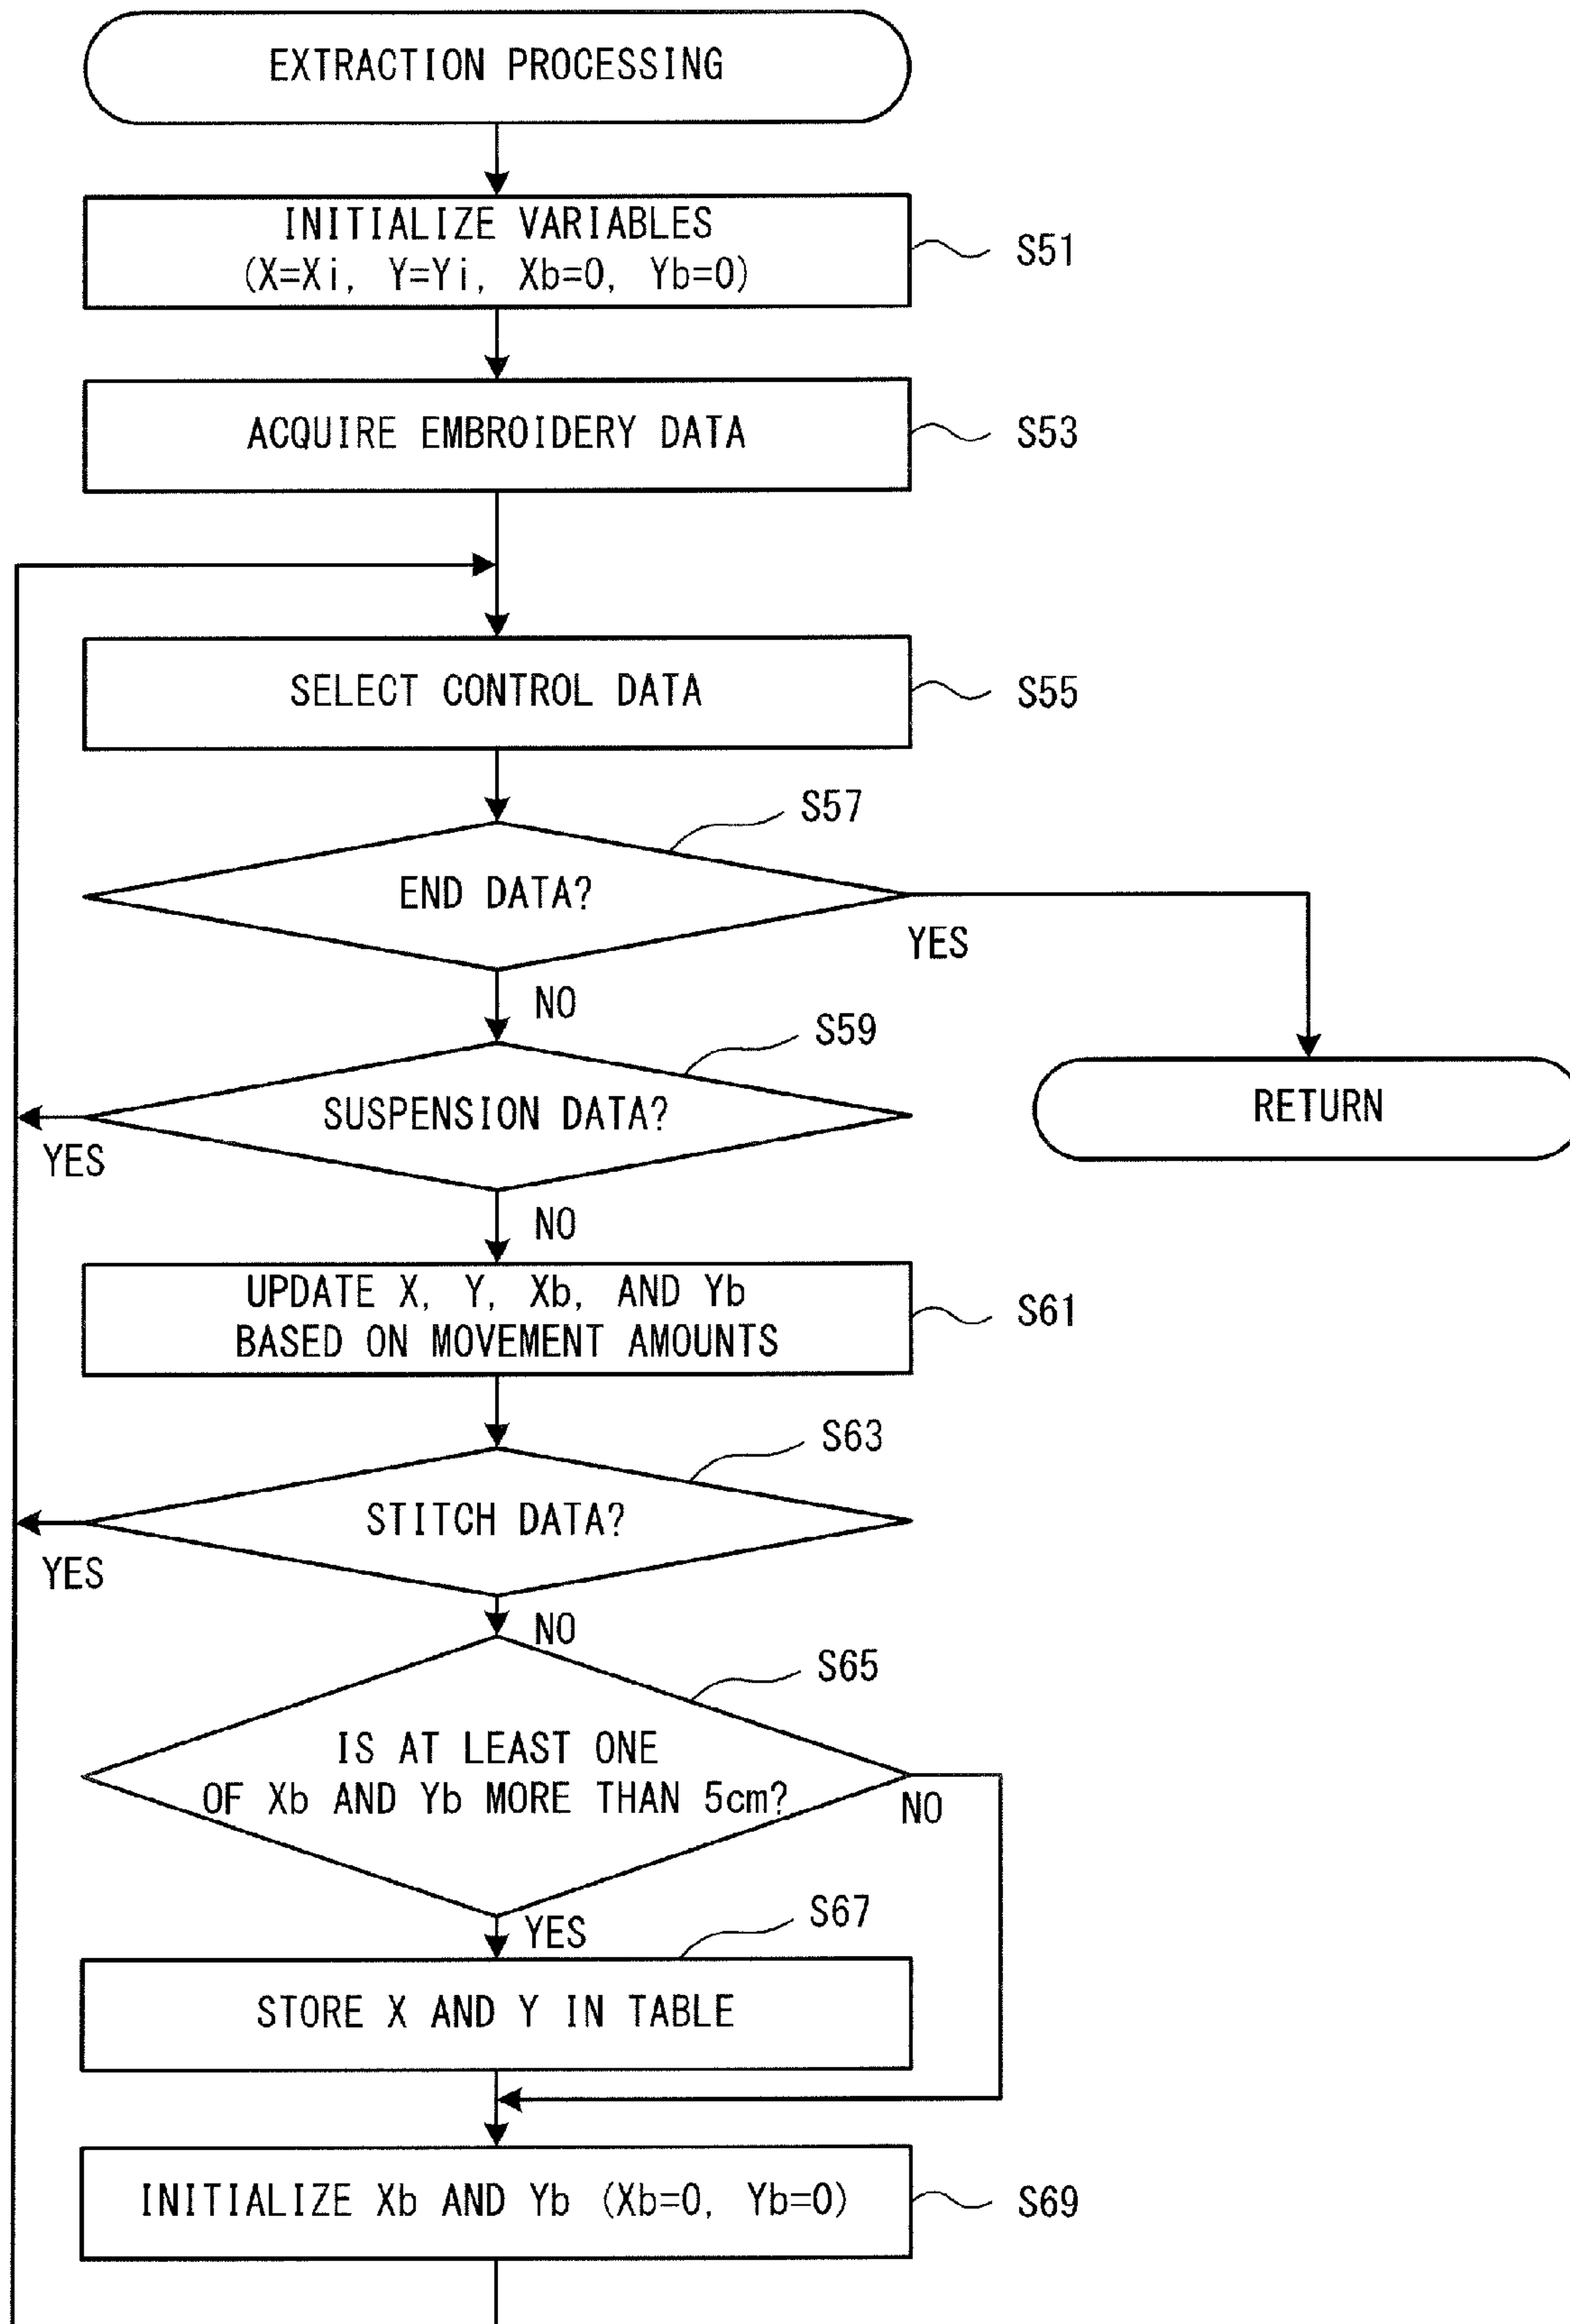 EXTRACTION PROCESSING
INITIALIZE VARIABLES
(X=Xi, Y=Yi, Xb=0, Yb=0)
S51
ACQUIRE EMBROIDERY DATA
S53
SELECT CONTROL DATA
S55
S57
END DATA?
YES
NO
S59
SUSPENSION DATA?
RETURN
YES
NO
UPDATE X, Y, Xb, AND Yb
BASED ON MOVEMENT AMOUNTS
S61
S63
STITCH DATA?
YES
NO
S65
IS AT LEAST ONE
OF Xb AND Yb MORE THAN 5cm?
NO
S67
YES
STORE X AND Y IN TABLE
INITIALIZE Xb AND Yb (Xb=0, Yb=0)
S69